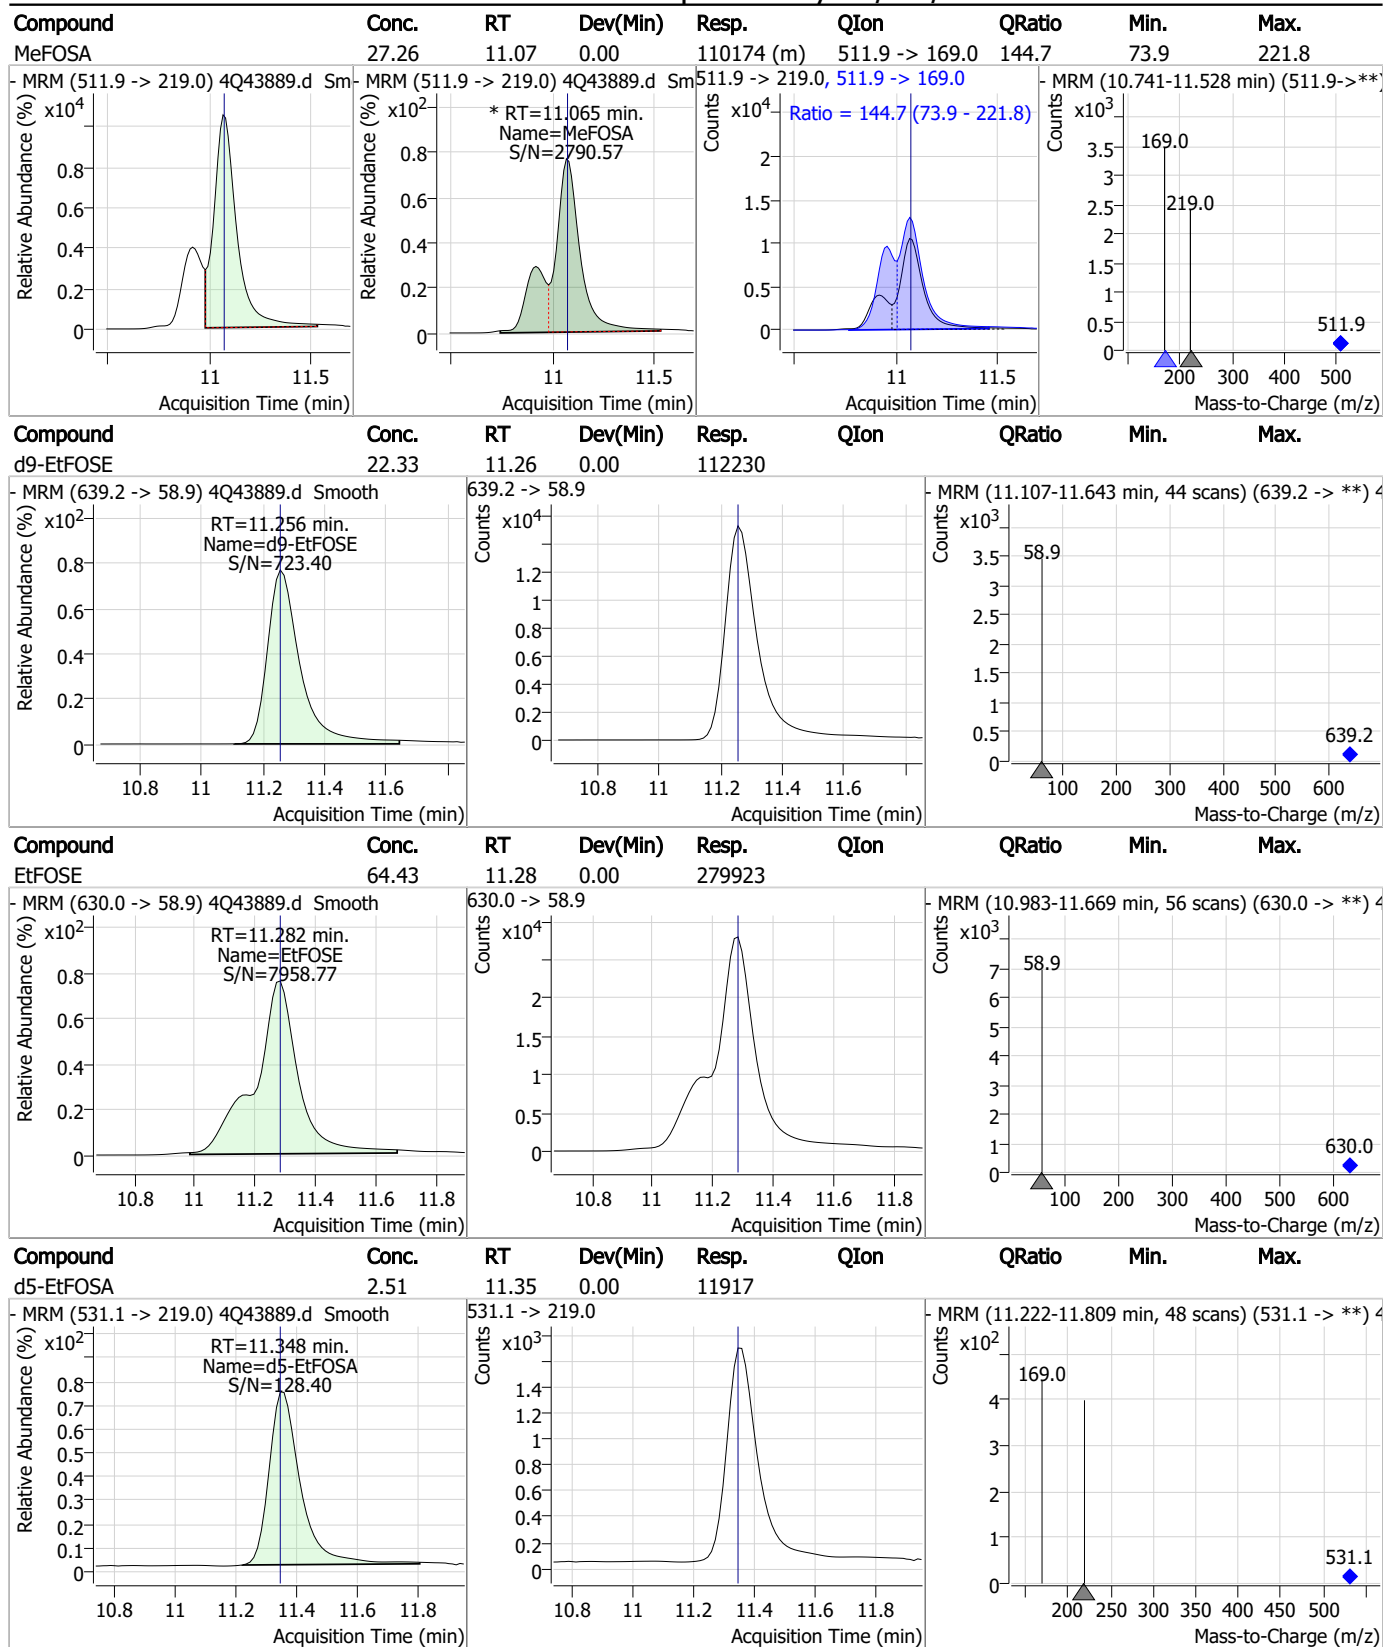 Compound Conc. RT Dev(Min) Resp. QIon QRatio Min. Max.
MeFOSA 27.26 11.07 0.00 110174 (m) 511.9 -> 169.0 144.7 73.9 221.8
- MRM (511.9 -> 219.0) 4Q43889.d Sm
Relative Abundance (%)
x10⁴
0.8
0.6
0.4
0.2
0
11 11.5
Acquisition Time (min)
- MRM (511.9 -> 219.0) 4Q43889.d Sm
Relative Abundance (%)
x10²
* RT=11.065 min.
Name=MeFOSA
S/N=2790.57
0.8
0.6
0.4
0.2
0
11 11.5
Acquisition Time (min)
511.9 -> 219.0, 511.9 -> 169.0
Counts
x10⁴
Ratio = 144.7 (73.9 - 221.8)
2
1.5
1
0.5
0
11 11.5
Acquisition Time (min)
- MRM (10.741-11.528 min) (511.9->**)
Counts
x10³
169.0
219.0
511.9
3.5
3
2.5
2
1.5
1
0.5
0
200 300 400 500
Mass-to-Charge (m/z)
Compound Conc. RT Dev(Min) Resp. QIon QRatio Min. Max.
d9-EtFOSE 22.33 11.26 0.00 112230
- MRM (639.2 -> 58.9) 4Q43889.d Smooth
Relative Abundance (%)
x10²
RT=11.256 min.
Name=d9-EtFOSE
S/N=723.40
0.8
0.6
0.4
0.2
0
10.8 11 11.2 11.4 11.6
Acquisition Time (min)
639.2 -> 58.9
Counts
x10⁴
1.2
1
0.8
0.6
0.4
0.2
0
10.8 11 11.2 11.4 11.6
Acquisition Time (min)
- MRM (11.107-11.643 min, 44 scans) (639.2 -> **) 4
Counts
x10³
58.9
639.2
3.5
3
2.5
2
1.5
1
0.5
0
100 200 300 400 500 600
Mass-to-Charge (m/z)
Compound Conc. RT Dev(Min) Resp. QIon QRatio Min. Max.
EtFOSE 64.43 11.28 0.00 279923
- MRM (630.0 -> 58.9) 4Q43889.d Smooth
Relative Abundance (%)
x10²
RT=11.282 min.
Name=EtFOSE
S/N=7958.77
0.8
0.6
0.4
0.2
0
10.8 11 11.2 11.4 11.6 11.8
Acquisition Time (min)
630.0 -> 58.9
Counts
x10⁴
2
1.5
1
0.5
0
10.8 11 11.2 11.4 11.6 11.8
Acquisition Time (min)
- MRM (10.983-11.669 min, 56 scans) (630.0 -> **) 4
Counts
x10³
58.9
630.0
7
6
5
4
3
2
1
0
100 200 300 400 500 600
Mass-to-Charge (m/z)
Compound Conc. RT Dev(Min) Resp. QIon QRatio Min. Max.
d5-EtFOSA 2.51 11.35 0.00 11917
- MRM (531.1 -> 219.0) 4Q43889.d Smooth
Relative Abundance (%)
x10²
RT=11.348 min.
Name=d5-EtFOSA
S/N=128.40
0.8
0.7
0.6
0.5
0.4
0.3
0.2
0.1
0
10.8 11 11.2 11.4 11.6 11.8
Acquisition Time (min)
531.1 -> 219.0
Counts
x10³
1.4
1.2
1
0.8
0.6
0.4
0.2
0
10.8 11 11.2 11.4 11.6 11.8
Acquisition Time (min)
- MRM (11.222-11.809 min, 48 scans) (531.1 -> **) 4
Counts
x10²
169.0
531.1
4
3
2
1
0
200 250 300 350 400 450 500
Mass-to-Charge (m/z)